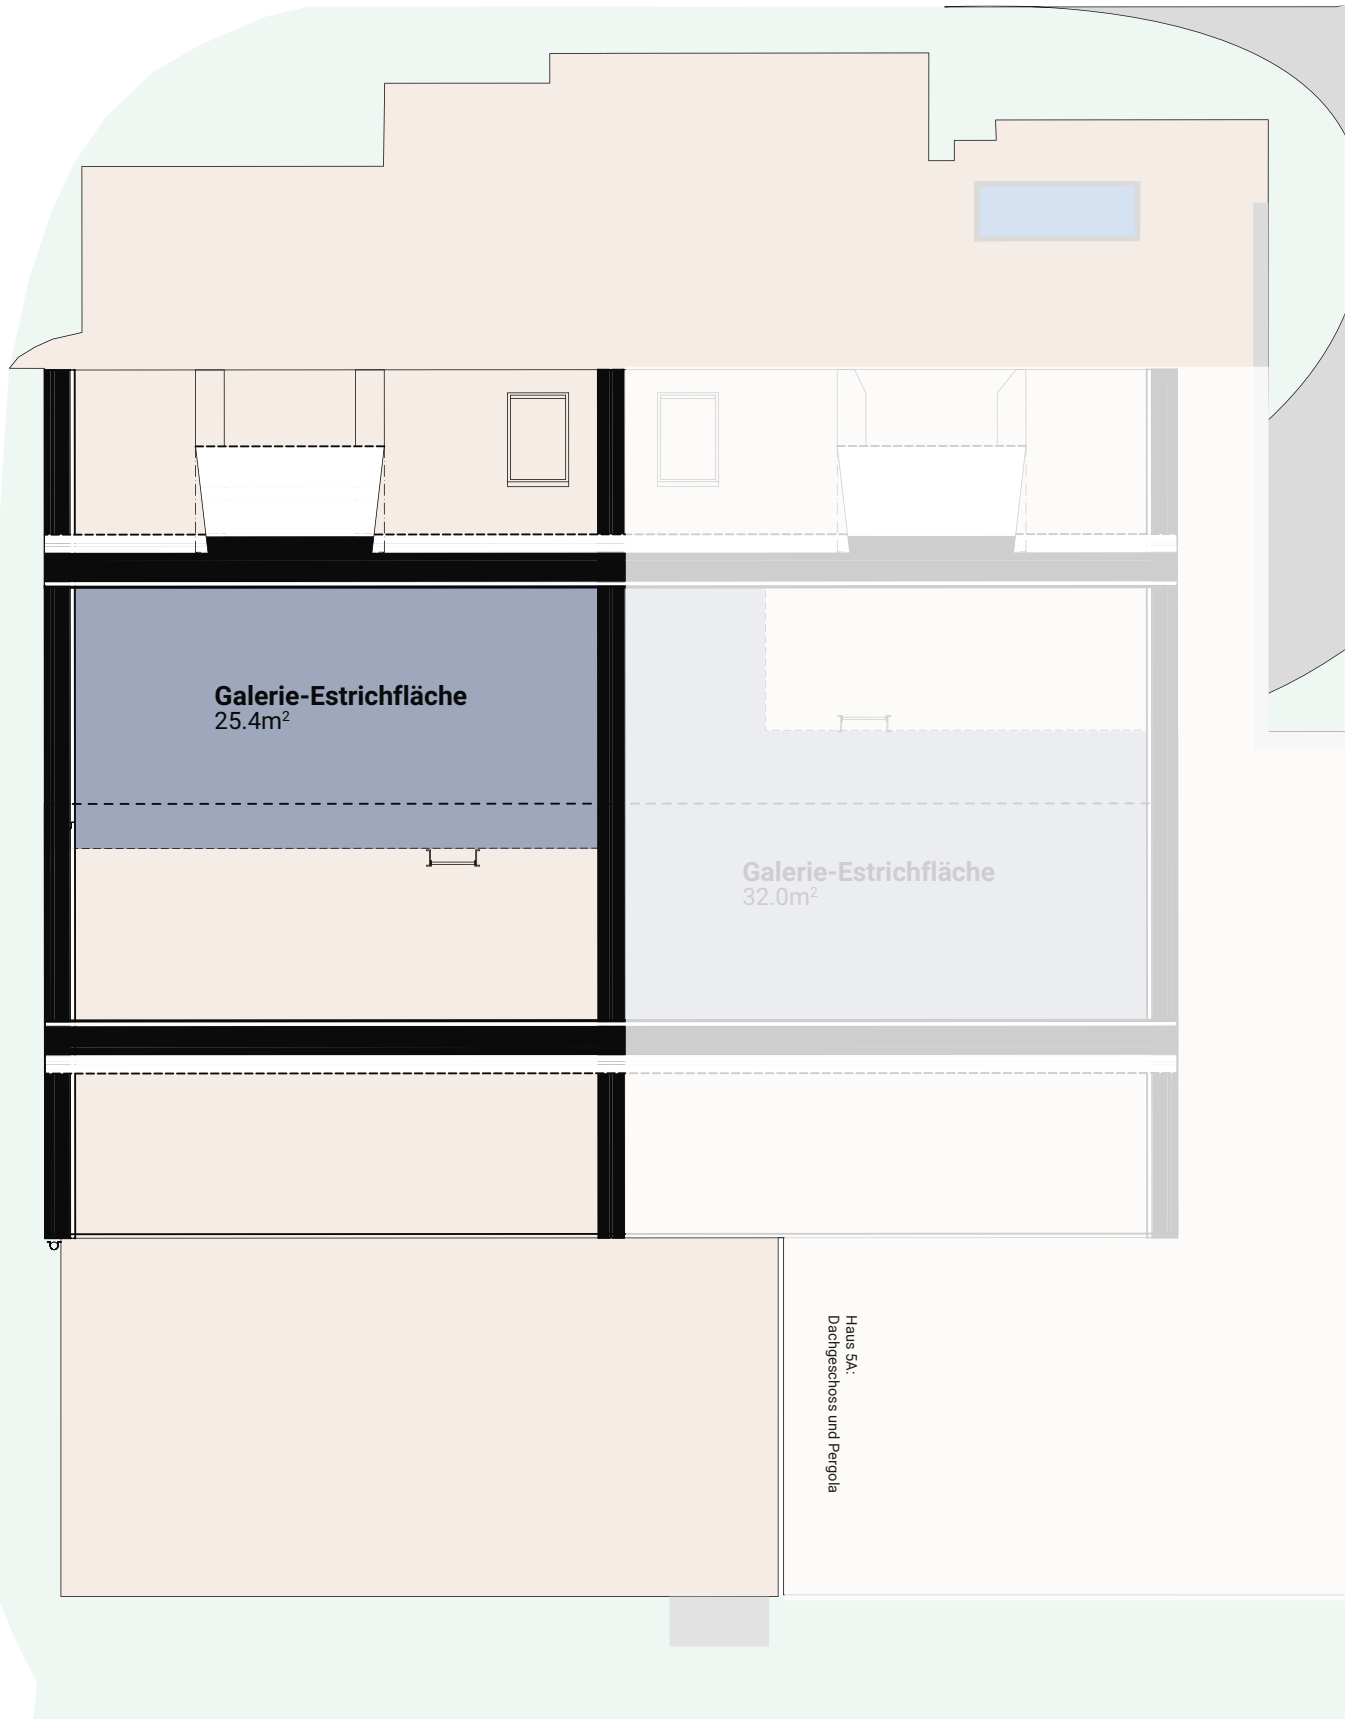 Galerie-Estrichfläche
25.4m²
Galerie-Estrichfläche
32.0m²
Haus 5A:
Dachgeschoss und Pergola